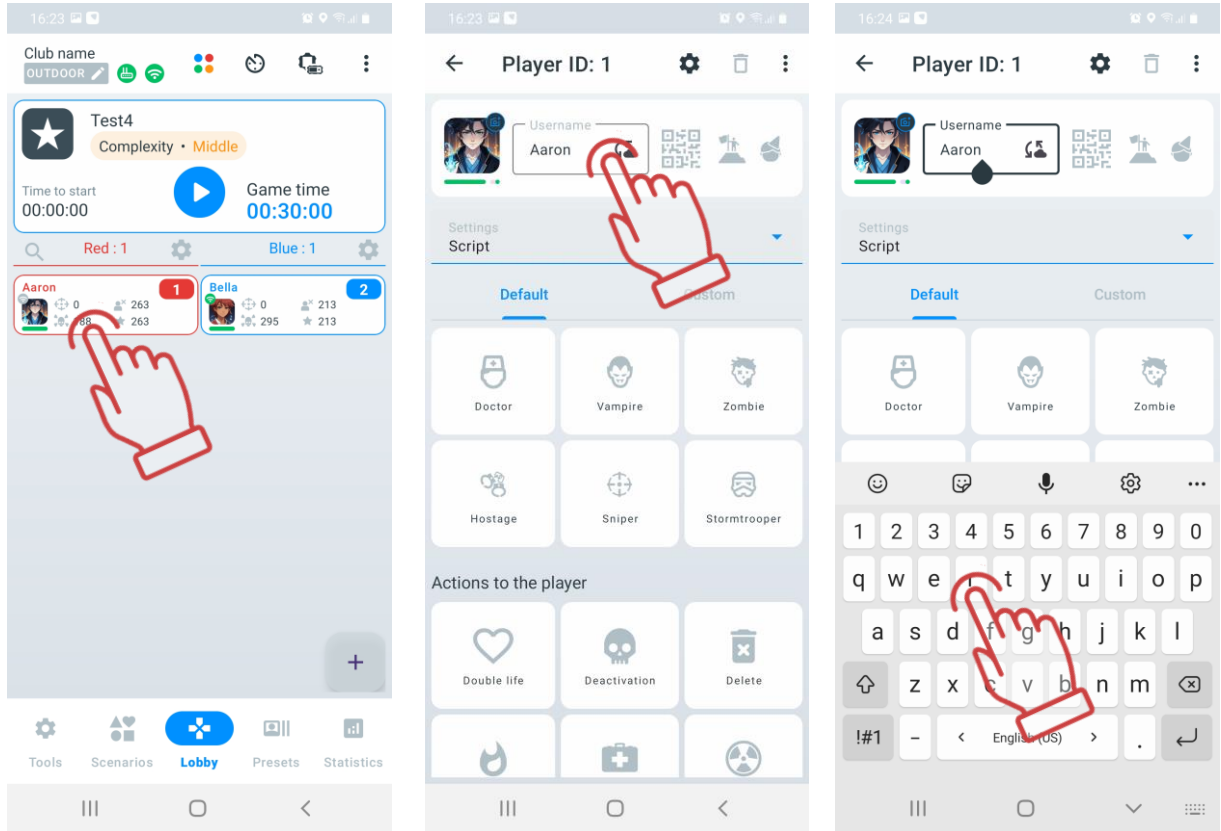 16:23
Club name
OUTDOOR
Test4
Complexity • Middle
Time to start
00:00:00
Game time
00:30:00
Red : 1
Blue : 1
Aaron
1
0
263
263
Bella
2
0
213
295
213
+
Tools
Scenarios
Lobby
Presets
Statistics
16:23
Player ID: 1
Username
Aaron
Settings
Script
Default
Doctor
Vampire
Zombie
Hostage
Sniper
Stormtrooper
Actions to the player
Double life
Deactivation
Delete
16:24
Player ID: 1
Username
Aaron
Settings
Script
Default
Custom
Doctor
Vampire
Zombie
1 2 3 4 5 6 7 8 9 0
q w e r t y u i o p
a s d f g h j k l
z x c v b n m
!#1 - < English (US) > .